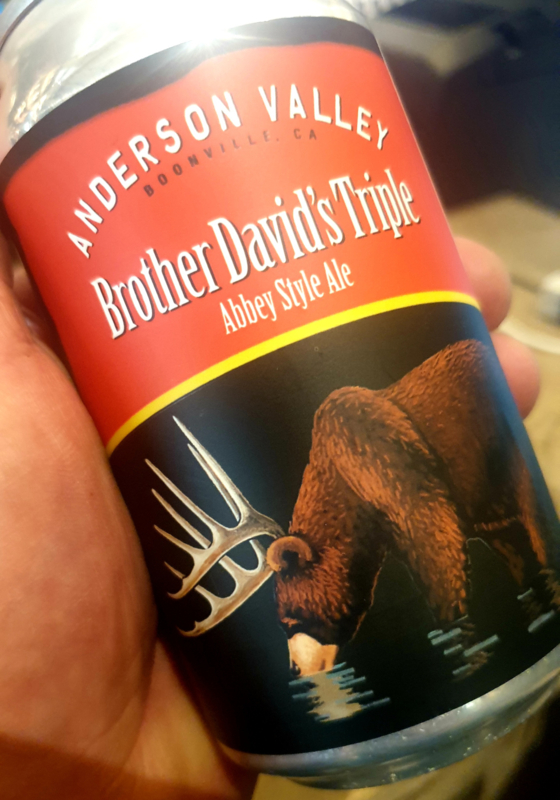 ANDERSON VALLEY
BOONVILLE, CA
Brother David's Triple
Abbey Style Ale